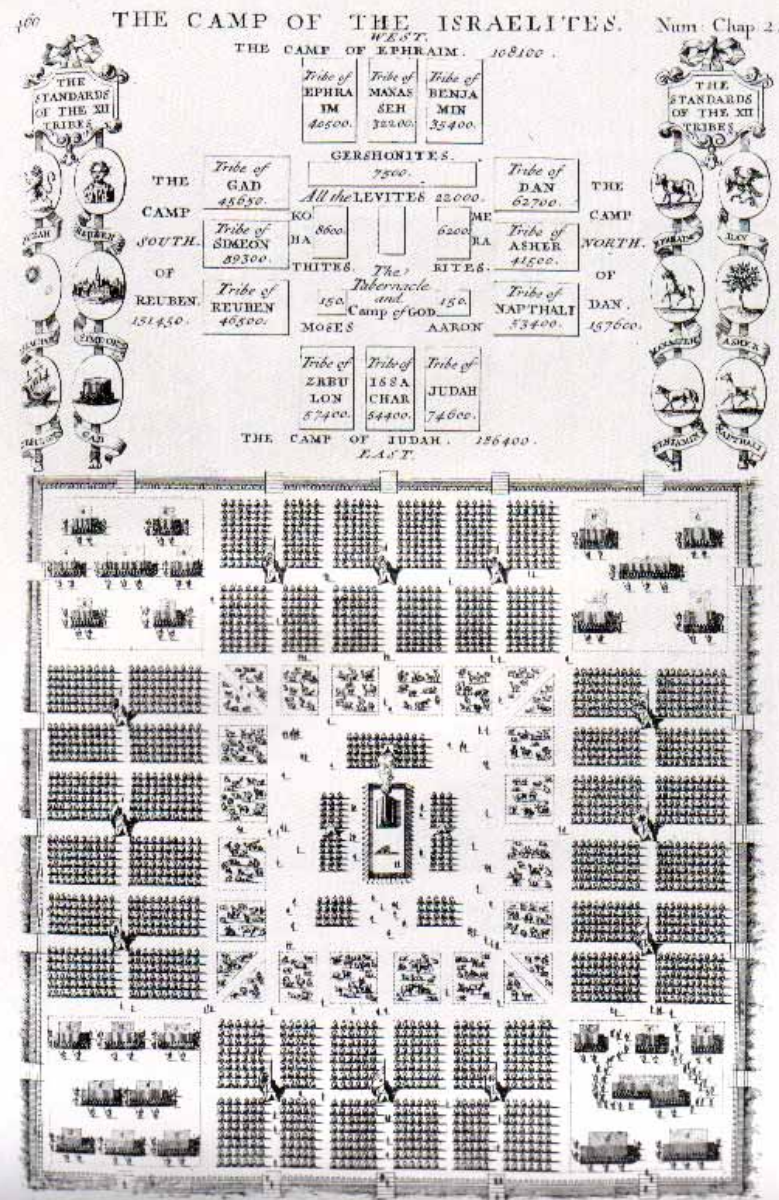 460
THE CAMP OF THE ISRAELITES.
Num: Chap 2.
WEST.
THE CAMP OF EPHRAIM. 108100.
THE
STANDARDS
OF THE XII
TRIBES
THE
STANDARDS
OF THE XII
TRIBES
Tribe of
EPHRA
IM
40500.
Tribe of
MANAS
SEH
32200.
Tribe of
BENJA
MIN
35400.
GERSHONITES.
7500.
All the LEVITES 22000.
THE
CAMP
SOUTH.
OF
REUBEN.
151450.
Tribe of
GAD
45650.
Tribe of
SIMEON
59300.
Tribe of
REUBEN
46500.
KO
HA
THITES.
8600.
ME
RA
RITES.
6200.
The
Tabernacle
and
Camp of GOD
150.
150.
MOSES
AARON
Tribe of
DAN
62700.
Tribe of
ASHER
41500.
Tribe of
NAPTHALI
53400.
THE
CAMP
NORTH.
OF
DAN.
157600.
REUBEN
SIMEON
GAD
EPHRAIM
DAN
MANASSEH
ASHER
BENJAMIN
NAPTHALI
Tribe of
ZEBU
LON
57400.
Tribe of
ISSA
CHAR
54400.
Tribe of
JUDAH
74600.
THE CAMP OF JUDAH. 186400.
EAST.